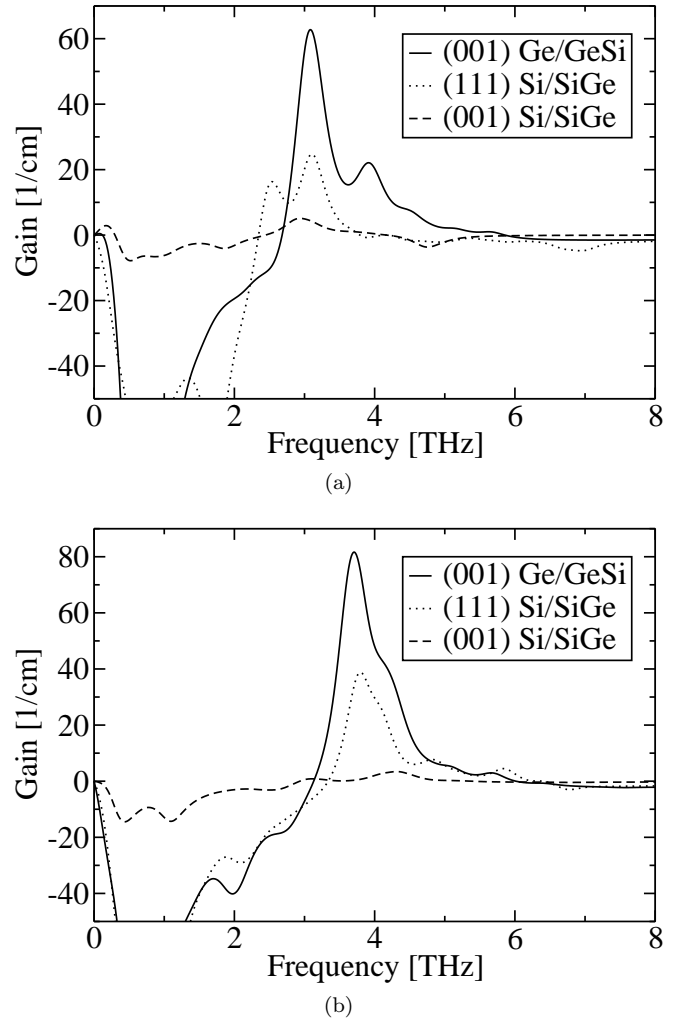 60
40
20
0
-20
-40
Gain [1/cm]
(001) Ge/GeSi
(111) Si/SiGe
(001) Si/SiGe
0 2 4 6 8
Frequency [THz]
(a)
80
60
40
20
0
-20
-40
Gain [1/cm]
(001) Ge/GeSi
(111) Si/SiGe
(001) Si/SiGe
0 2 4 6 8
Frequency [THz]
(b)